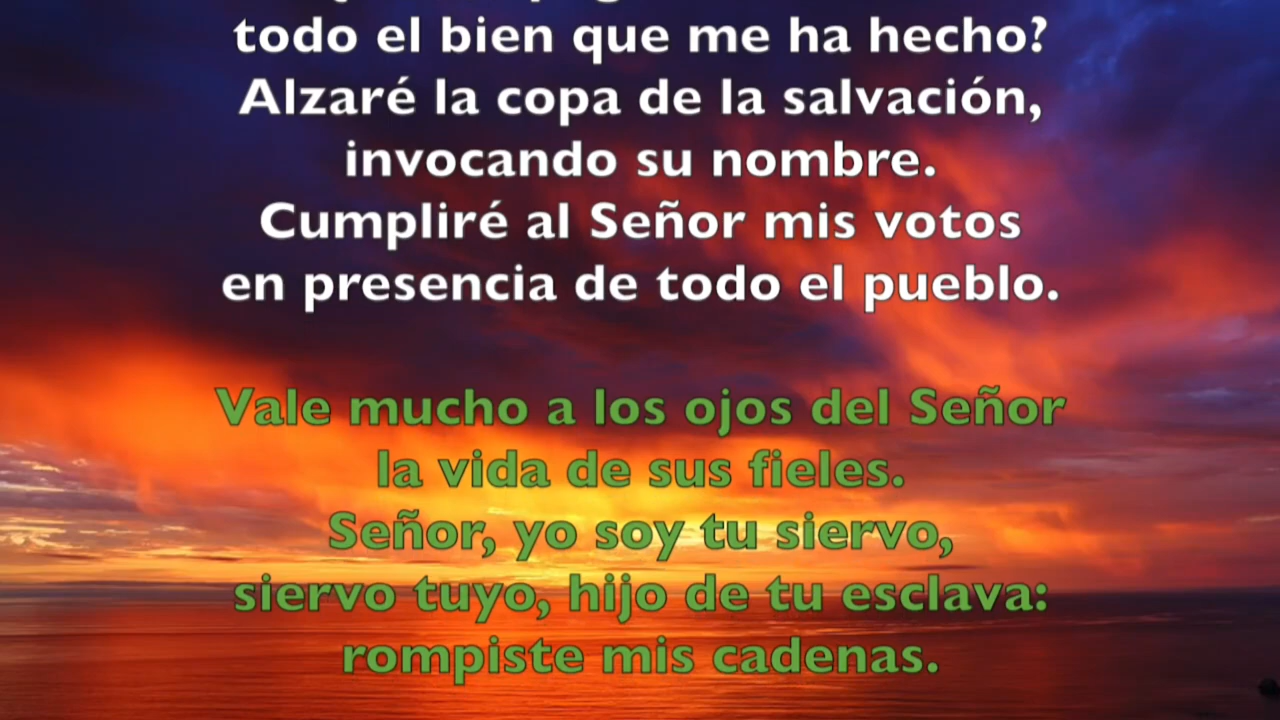 todo el bien que me ha hecho?
Alzaré la copa de la salvación,
invocando su nombre.
Cumpliré al Señor mis votos
en presencia de todo el pueblo.
Vale mucho a los ojos del Señor
la vida de sus fieles.
Señor, yo soy tu siervo,
siervo tuyo, hijo de tu esclava:
rompiste mis cadenas.